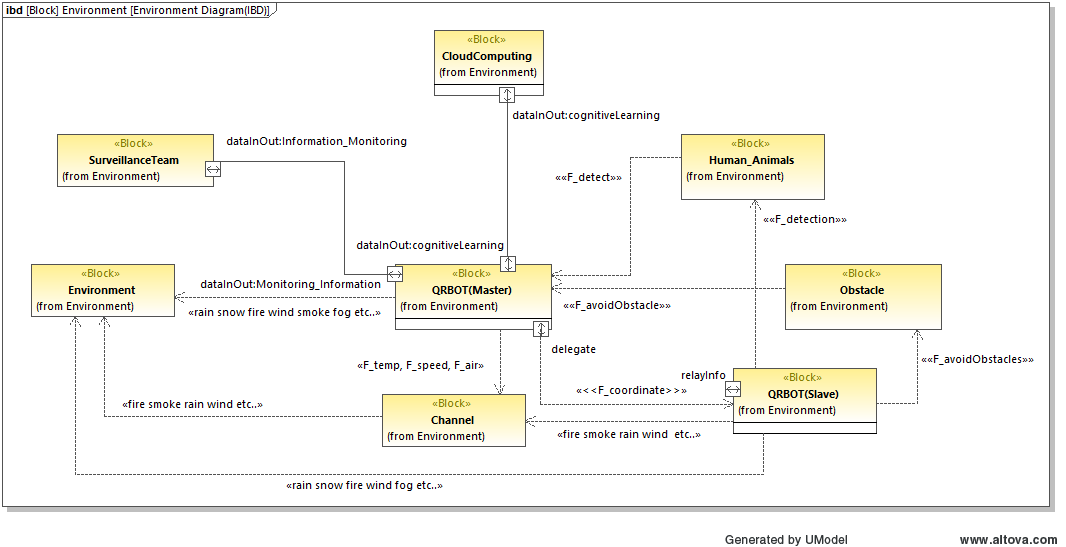 ibd [Block] Environment [Environment Diagram(IBD)]
«Block»
CloudComputing
(from Environment)
dataInOut:cognitiveLearning
«Block»
SurveillanceTeam
(from Environment)
dataInOut:Information_Monitoring
«Block»
Human_Animals
(from Environment)
««F_detect»»
««F_detection»»
dataInOut:cognitiveLearning
«Block»
Environment
(from Environment)
dataInOut:Monitoring_Information
«rain snow fire wind smoke fog etc..»
«Block»
QRBOT(Master)
(from Environment)
««F_avoidObstacle»»
«Block»
Obstacle
(from Environment)
delegate
«F_temp, F_speed, F_air»
««F_avoidObstacles»»
relayInfo
«<<F_coordinate>>»
«Block»
QRBOT(Slave)
(from Environment)
«fire smoke rain wind etc..»
«Block»
Channel
(from Environment)
«fire smoke rain wind  etc..»
«rain snow fire wind fog etc..»
Generated by UModel
www.altova.com